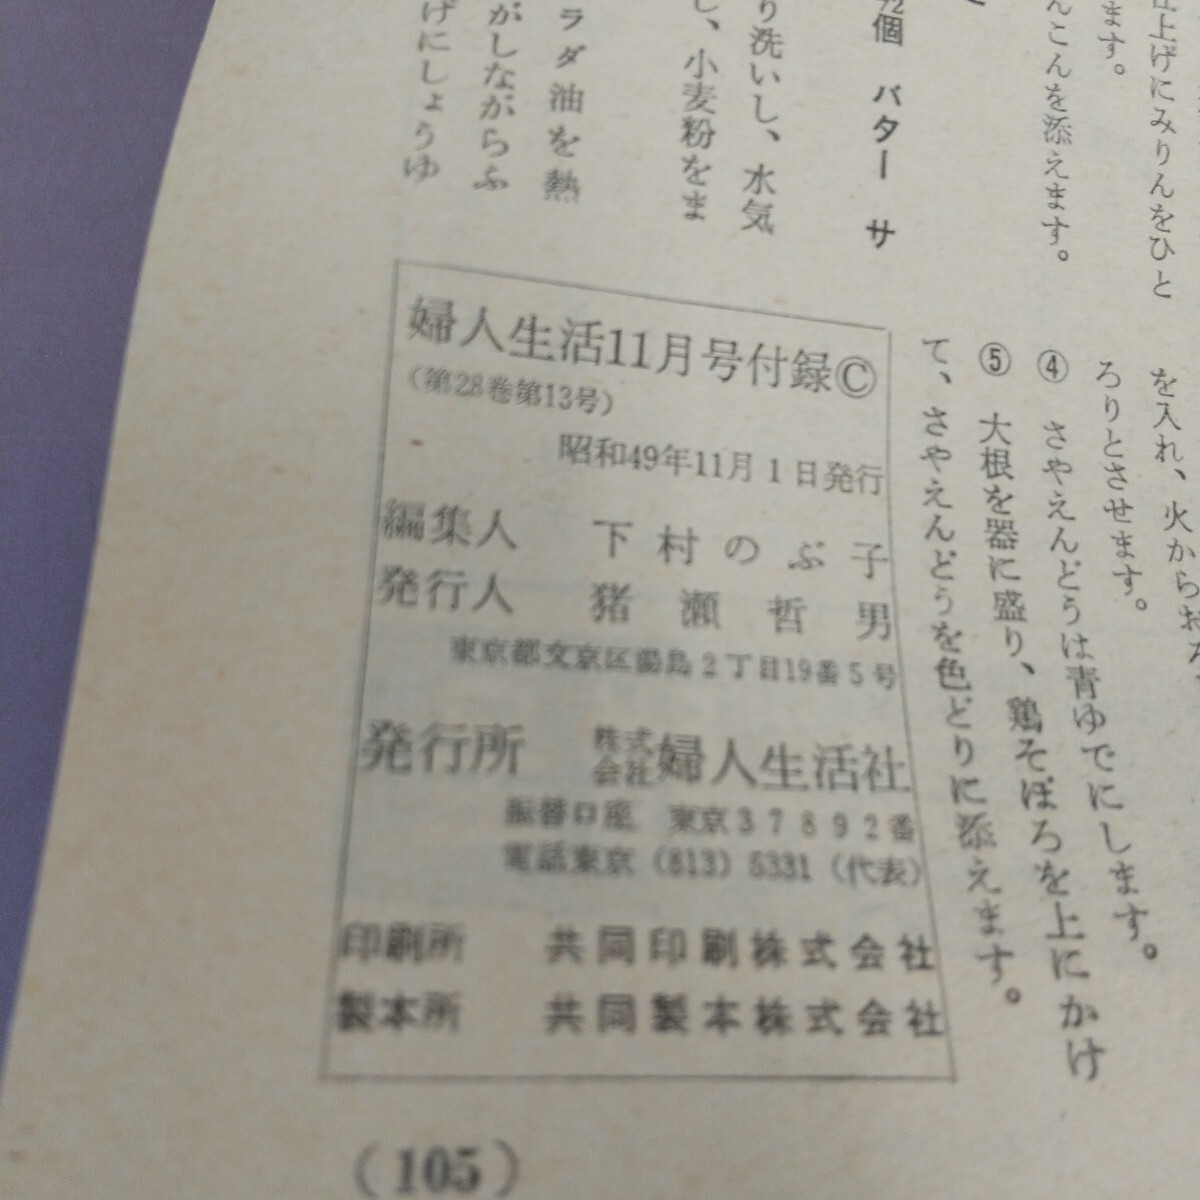 仕上げにみりんをひと
ます。
んこんを添えます。
個 バター サ
り洗いし、水気
し、小麦粉をま
ラダ油を熱
がしながらふ
げにしょうゆ
を入れ、火からおろ
ろりとさせます。
④ さやえんどうは青ゆでにします。
⑤ 大根を器に盛り、鶏そぼろを上にかけ
て、さやえんどうを色どりに添えます。
婦人生活11月号付録©
(第28巻第13号)
昭和49年11月1日発行
編集人 下村のぶ子
発行人 猪瀬哲男
東京都文京区湯島2丁目19番5号
発行所 株式会社 婦人生活社
振替口座 東京37892番
電話東京 (813) 5331 (代表)
印刷所 共同印刷株式会社
製本所 共同製本株式会社
(105)